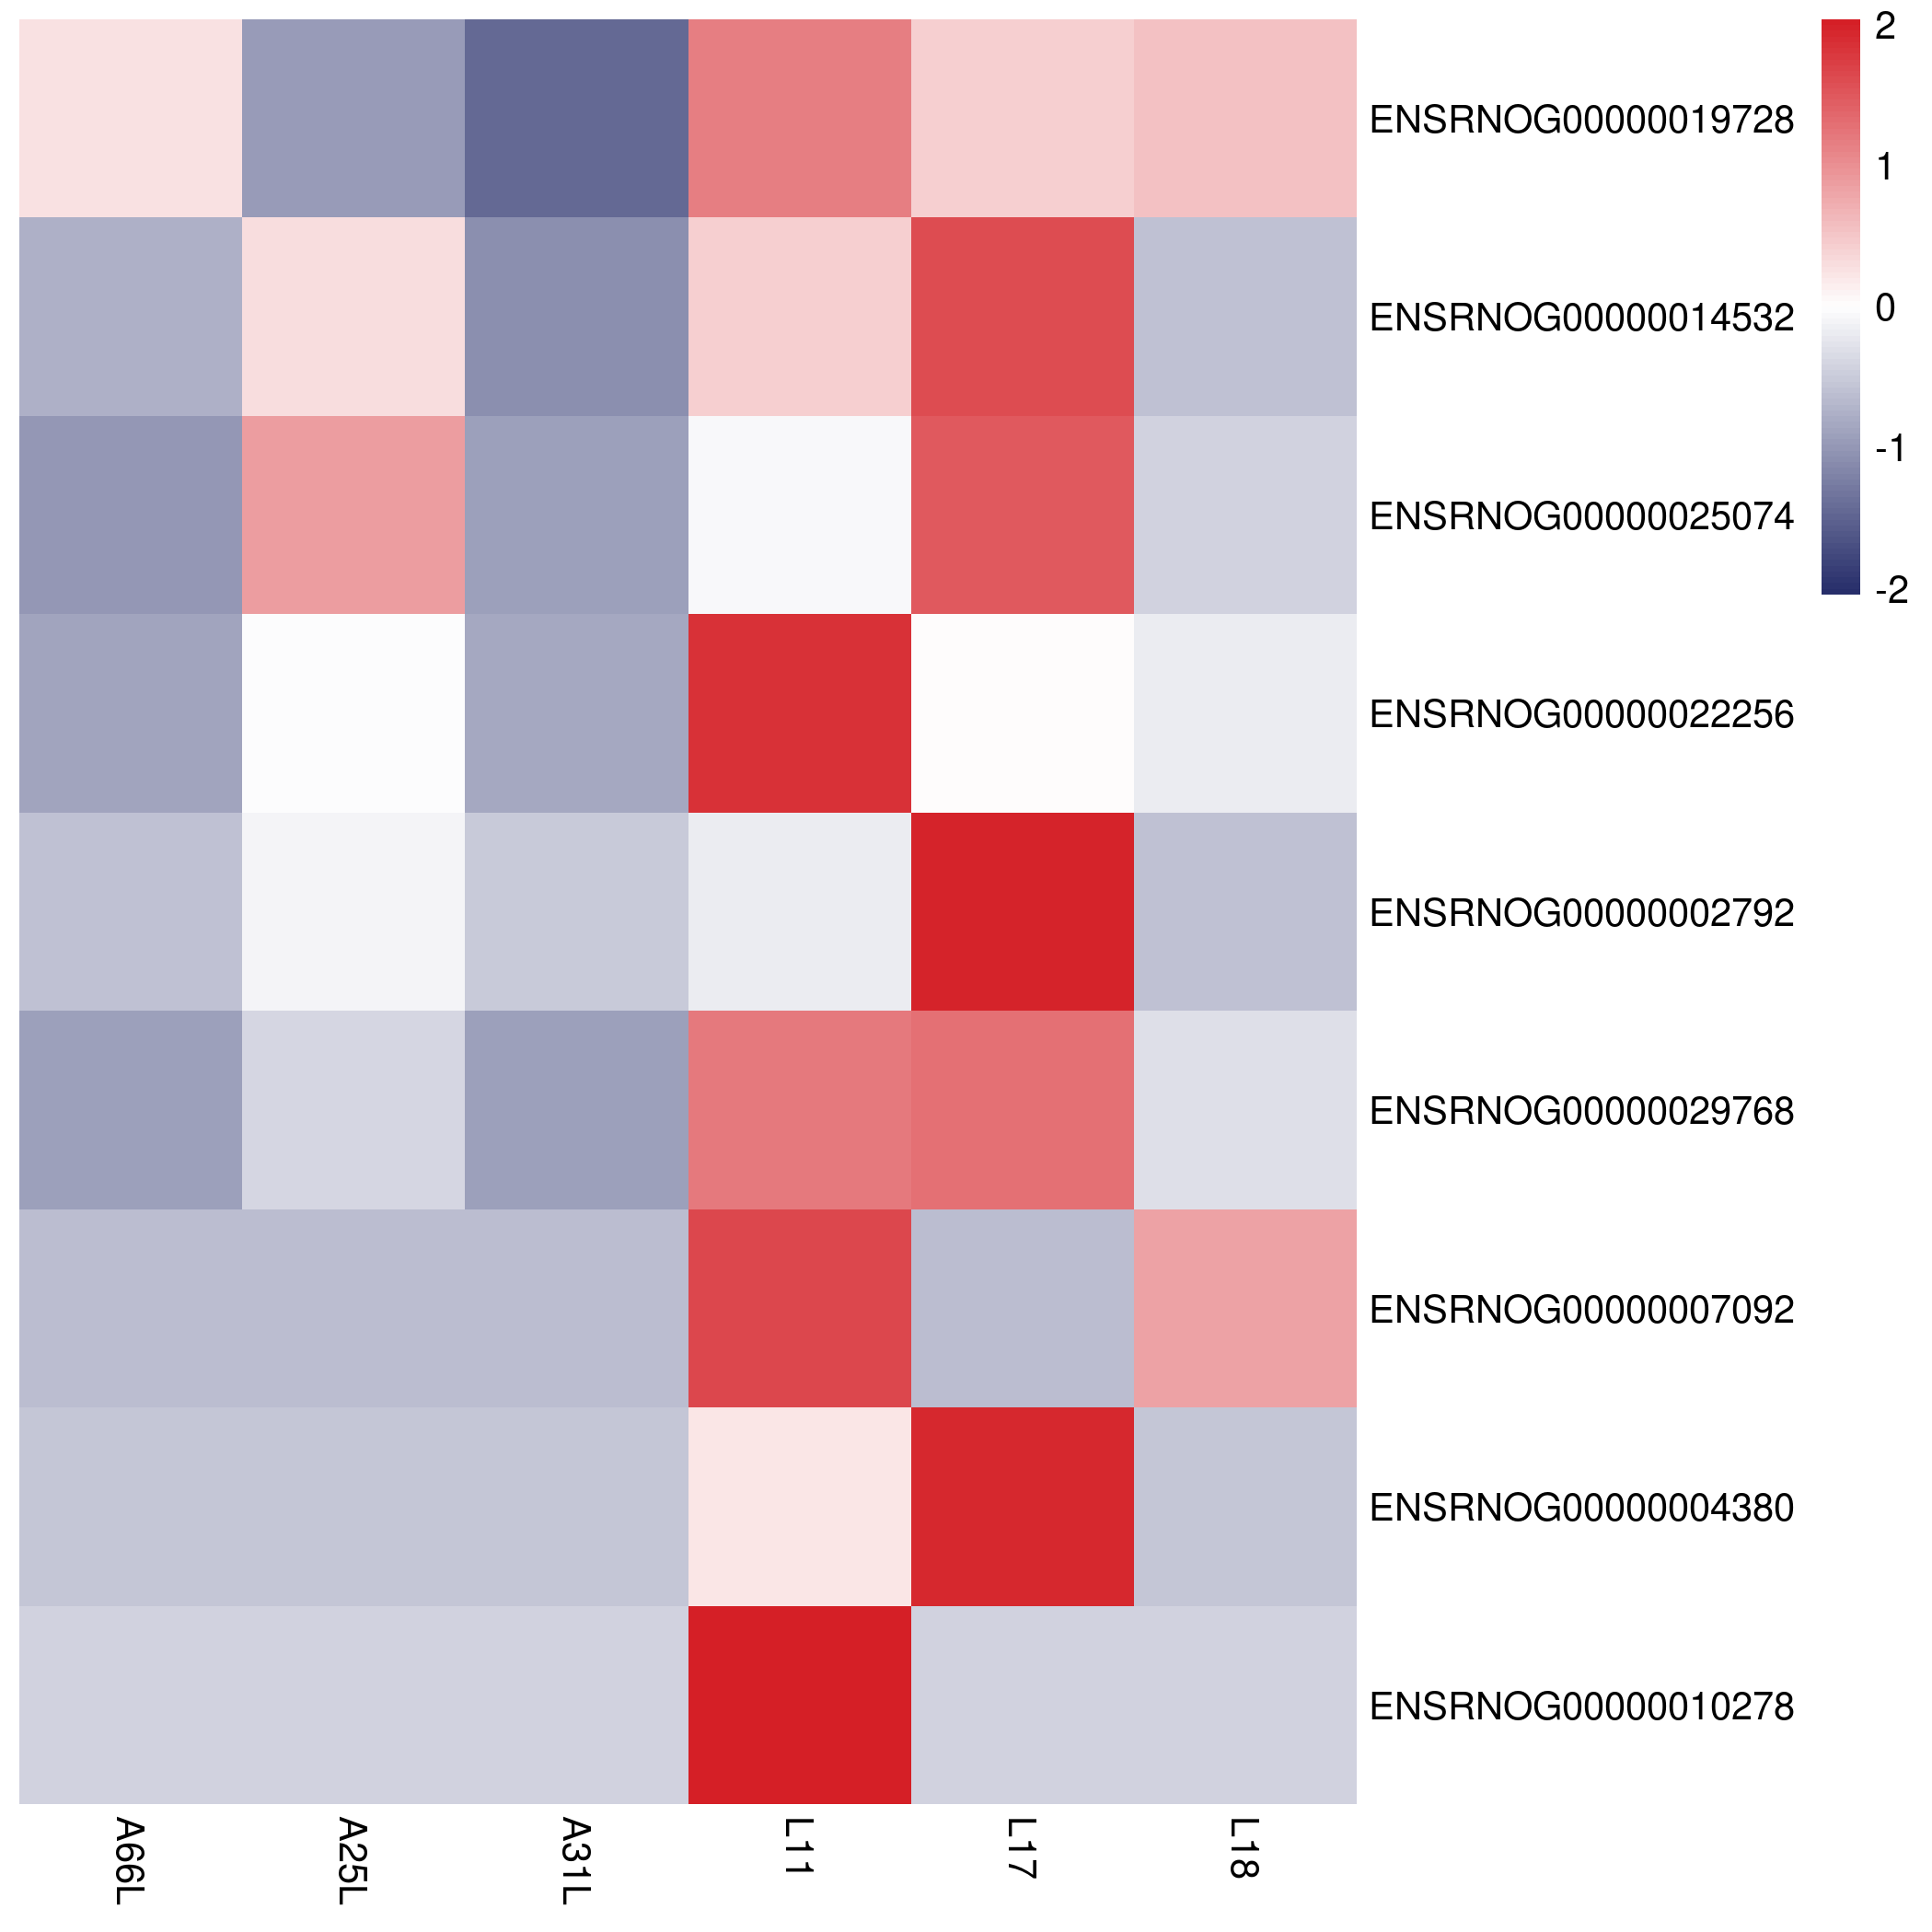 2
1
0
-1
-2
ENSRNOG00000019728
ENSRNOG00000014532
ENSRNOG00000025074
ENSRNOG00000022256
ENSRNOG00000002792
ENSRNOG00000029768
ENSRNOG00000007092
ENSRNOG00000004380
ENSRNOG00000010278
A66L
A25L
A31L
L11
L17
L18